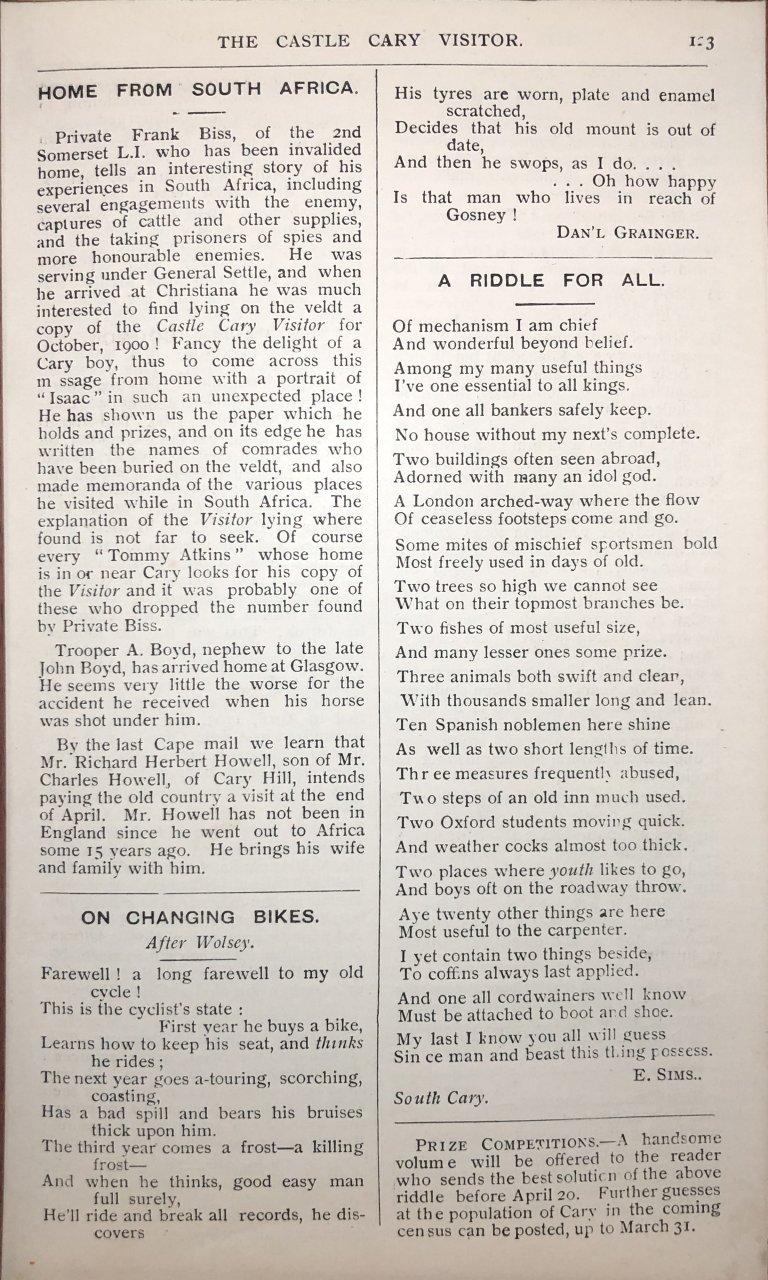 THE CASTLE CARY VISITOR.
HOME FROM SOUTH AFRICA.
Private Frank Biss, of the 2nd
Somerset L.I. who has been invalided
home, tells an interesting story of his
experiences in South Africa, including
several engagements with the enemy,
captures of cattle and other supplies,
and the taking prisoners of spies and
more honourable enemies. He was
serving under General Settle, and when
he arrived at Christiana he was much
interested to find lying on the veldt a
copy of the Castle Cary Visitor for
October, 1900! Fancy the delight of a
Cary boy, thus to come across this
m ssage from home with a portrait of
"Isaac" in such an unexpected place!
He has shown us the paper which he
holds and prizes, and on its edge he has
written the names of comrades who
have been buried on the veldt, and also
made memoranda of the various places
he visited while in South Africa. The
explanation of the Visitor lying where
found is not far to seek. Of course
every "Tommy Atkins" whose home
is in or near Cary looks for his copy of
the Visitor and it was probably one of
these who dropped the number found
by Private Biss.
Trooper A. Boyd, nephew to the late
John Boyd, has arrived home at Glasgow.
He seems very little the worse for the
accident he received when his horse
was shot under him.
By the last Cape mail we learn that
Mr. Richard Herbert Howell, son of Mr.
Charles Howell, of Cary Hill, intends
paying the old country a visit at the end
of April. Mr. Howell has not been in
England since he went out to Africa
some 15 years ago. He brings his wife
and family with him.
ON CHANGING BIKES.
After Wolsey.
Farewell! a long farewell to my old
cycle!
This is the cyclist's state:
First year he buys a bike,
Learns how to keep his seat, and thinks
he rides;
The next year goes a-touring, scorching,
coasting,
Has a bad spill and bears his bruises
thick upon him.
The third year comes a frost—a killing
frost—
And when he thinks, good easy man
full surely,
He'll ride and break all records, he dis-
covers
His tyres are worn, plate and enamel
scratched,
Decides that his old mount is out of
date,
And then he swops, as I do. . . .
. . . Oh how happy
Is that man who lives in reach of
Gosney!
DAN'L GRAINGER.
A RIDDLE FOR ALL.
Of mechanism I am chief
And wonderful beyond belief.
Among my many useful things
I've one essential to all kings.
And one all bankers safely keep.
No house without my next's complete.
Two buildings often seen abroad,
Adorned with many an idol god.
A London arched-way where the flow
Of ceaseless footsteps come and go.
Some mites of mischief sportsmen bold
Most freely used in days of old.
Two trees so high we cannot see
What on their topmost branches be.
Two fishes of most useful size,
And many lesser ones some prize.
Three animals both swift and clean,
With thousands smaller long and lean.
Ten Spanish noblemen here shine
As well as two short lengths of time.
Thr ee measures frequently abused,
Two steps of an old inn much used.
Two Oxford students moving quick.
And weather cocks almost too thick.
Two places where youth likes to go,
And boys oft on the roadway throw.
Aye twenty other things are here
Most useful to the carpenter.
I yet contain two things beside,
To coffins always last applied.
And one all cordwainers well know
Must be attached to boot and shoe.
My last I know you all will guess
Sin ce man and beast this thing possess.
E. SIMS..
South Cary.
PRIZE COMPETITIONS.—A handsome
volume will be offered to the reader
who sends the best solution of the above
riddle before April 20. Further guesses
at the population of Cary in the coming
census can be posted, up to March 31.